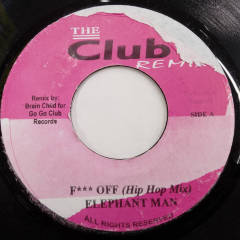 THE
Club
REMIX
Remix by:
Brain Chud for
Go Go Club
Records
SIDE A
F*** OFF (Hip Hop Mix)
ELEPHANT MAN
ALL RIGHTS RESERVED